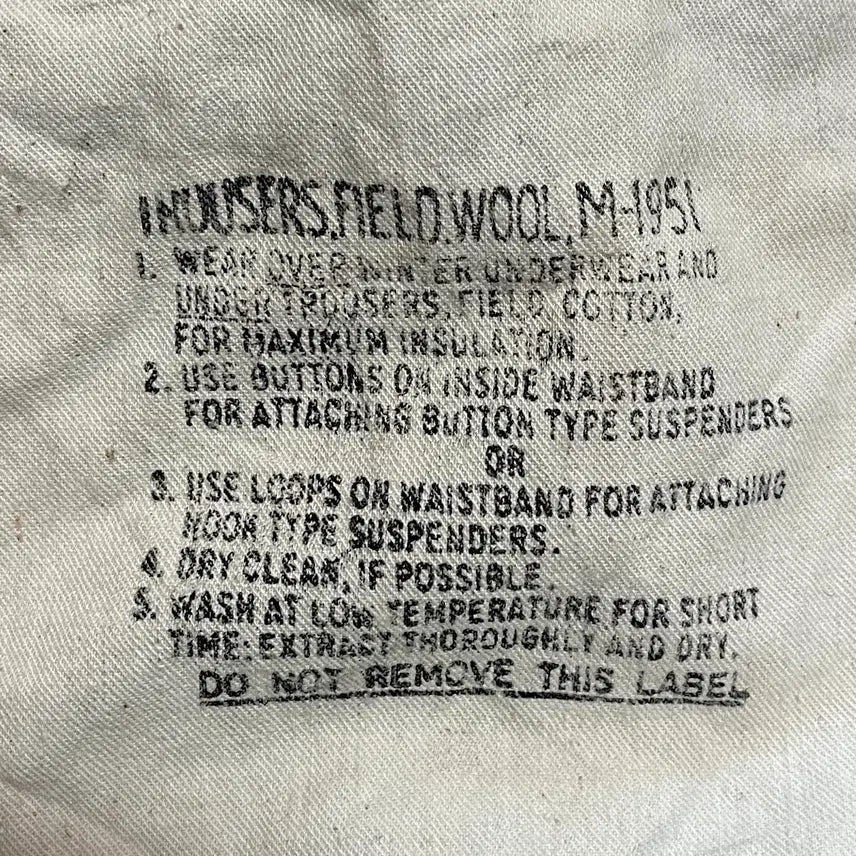 TROUSERS, FIELD, WOOL, M-1951
1. WEAR OVER WINTER UNDERWEAR AND
UNDER TROUSERS, FIELD, COTTON,
FOR MAXIMUM INSULATION.
2. USE BUTTONS ON INSIDE WAISTBAND
FOR ATTACHING BUTTON TYPE SUSPENDERS
OR
3. USE LOOPS ON WAISTBAND FOR ATTACHING
HOOK TYPE SUSPENDERS.
4. DRY CLEAN, IF POSSIBLE.
5. WASH AT LOW TEMPERATURE FOR SHORT
TIME: EXTRACT THOROUGHLY AND DRY.
DO NOT REMOVE THIS LABEL